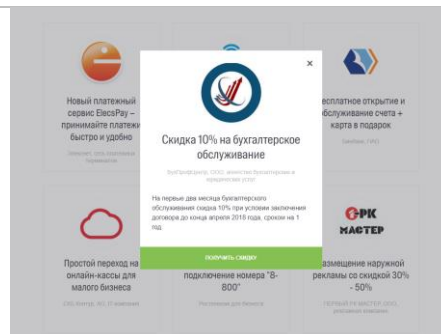 Новый платежный
сервис ElecsPay –
принимайте платежи
быстро и удобно
×
Скидка 10% на бухгалтерское
обслуживание
На первые два месяца бухгалтерского
обслуживания скидка 10% при условии заключения
договора до конца апреля 2018 года, сроком на 1
год.
ПОЛУЧИТЬ СКИДКУ
есплатное открытие и
обслуживание счета +
карта в подарок
Простой переход на
онлайн-кассы для
малого бизнеса
подключение номера "8-
800"
РК
МАСТЕР
азмещение наружной
рекламы со скидкой 30%
- 50%